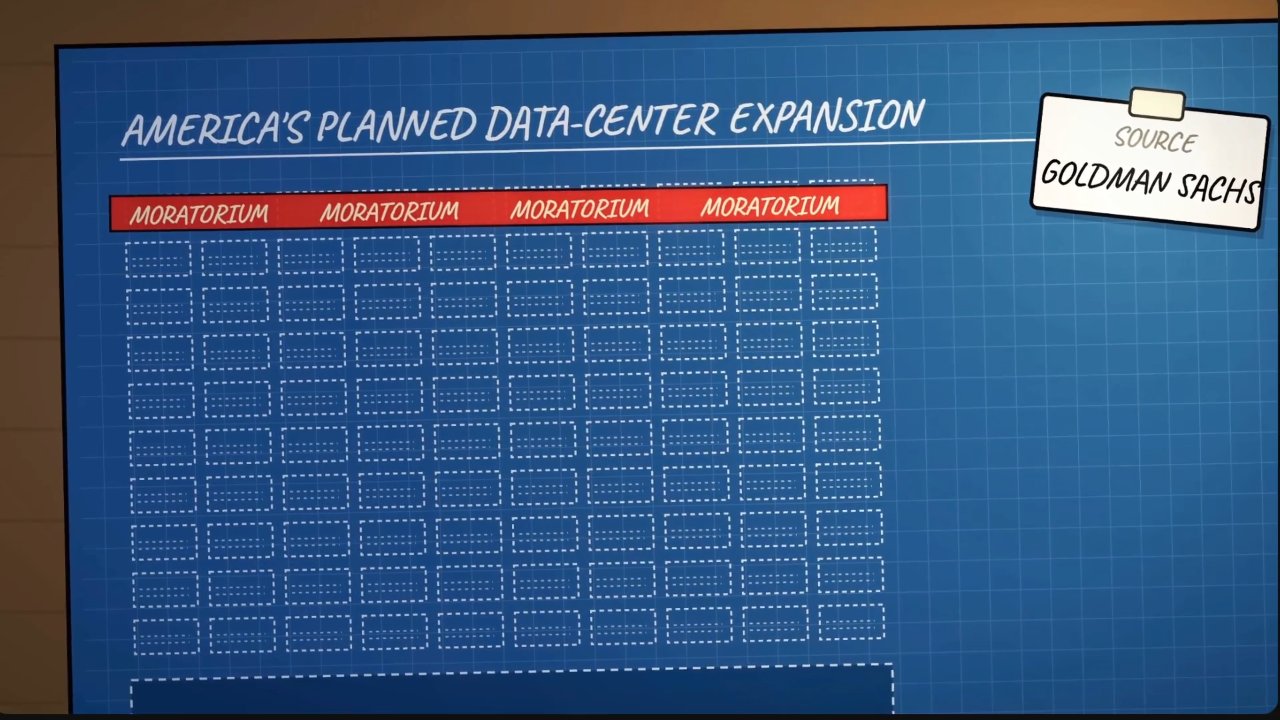 AMERICA'S PLANNED DATA-CENTER EXPANSION
SOURCE
GOLDMAN SACHS
MORATORIUM MORATORIUM MORATORIUM MORATORIUM